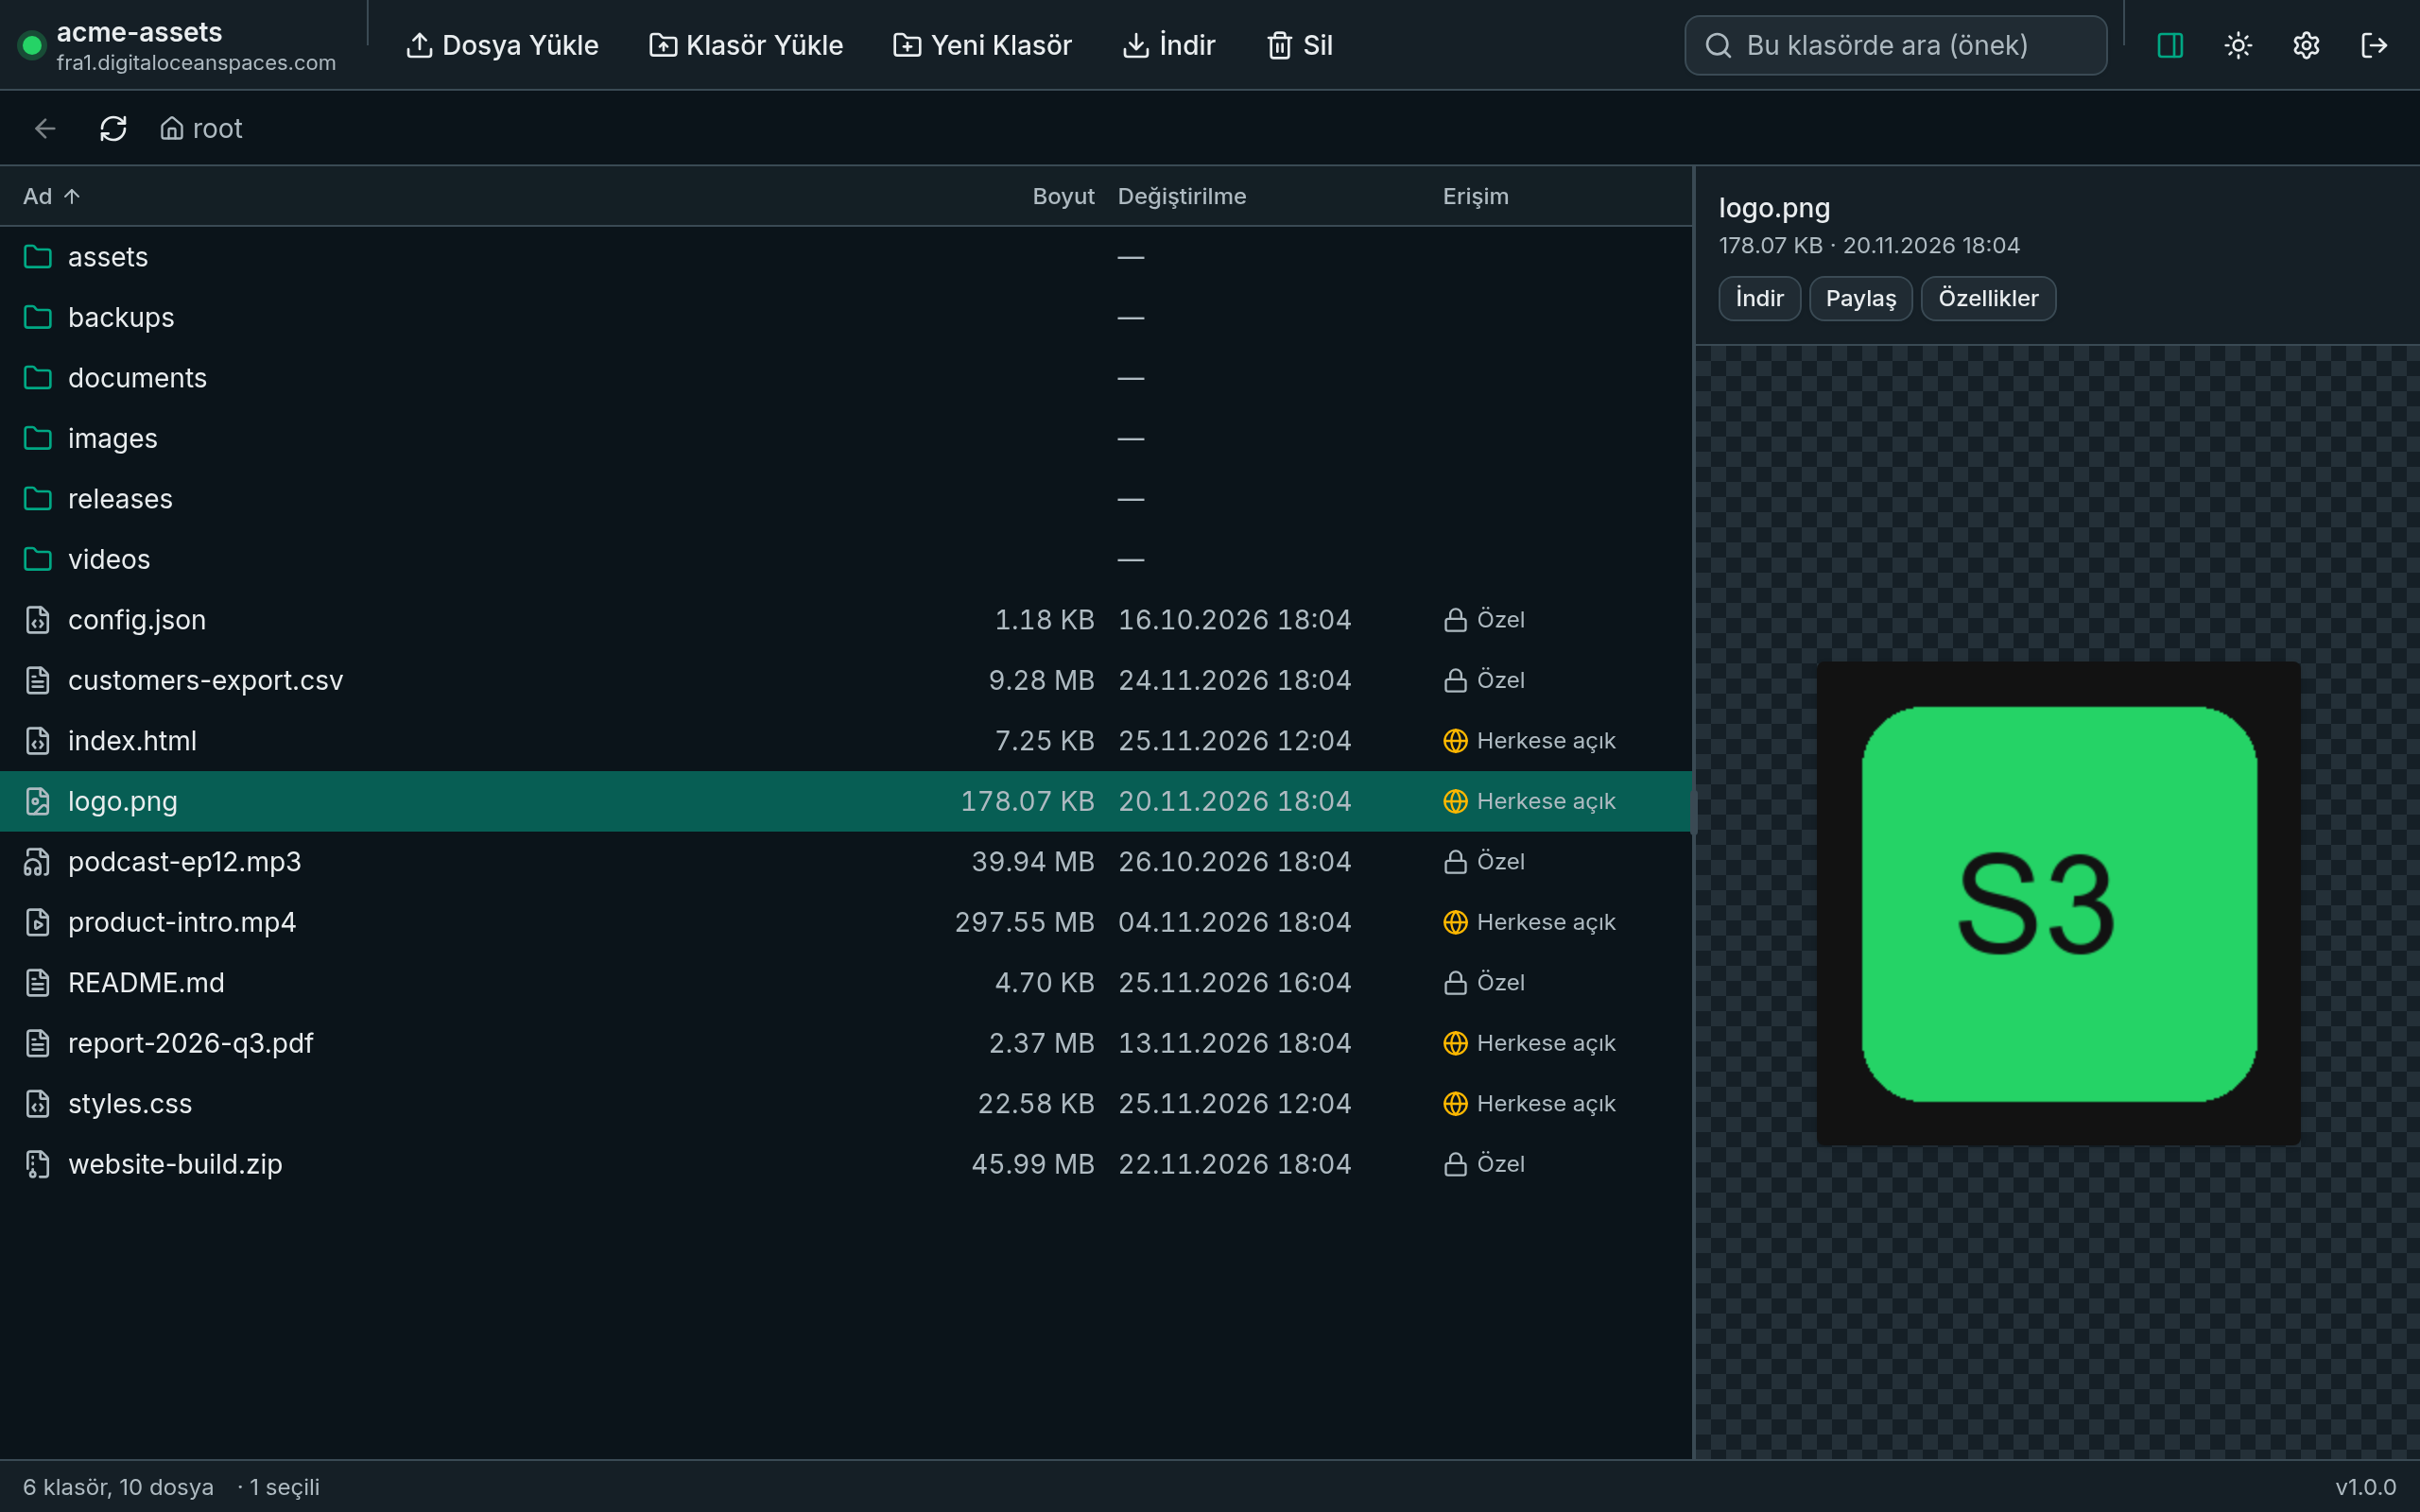 acme-assets
fra1.digitaloceanspaces.com
Dosya Yükle
Klasör Yükle
Yeni Klasör
İndir
Sil
Bu klasörde ara (önek)
root
Ad Boyut Değiştirilme Erişim
assets —
backups —
documents —
images —
releases —
videos —
config.json 1.18 KB 16.10.2026 18:04 Özel
customers-export.csv 9.28 MB 24.11.2026 18:04 Özel
index.html 7.25 KB 25.11.2026 12:04 Herkese açık
logo.png 178.07 KB 20.11.2026 18:04 Herkese açık
podcast-ep12.mp3 39.94 MB 26.10.2026 18:04 Özel
product-intro.mp4 297.55 MB 04.11.2026 18:04 Herkese açık
README.md 4.70 KB 25.11.2026 16:04 Özel
report-2026-q3.pdf 2.37 MB 13.11.2026 18:04 Herkese açık
styles.css 22.58 KB 25.11.2026 12:04 Herkese açık
website-build.zip 45.99 MB 22.11.2026 18:04 Özel
logo.png
178.07 KB · 20.11.2026 18:04
İndir Paylaş Özellikler
S3
6 klasör, 10 dosya · 1 seçili
v1.0.0